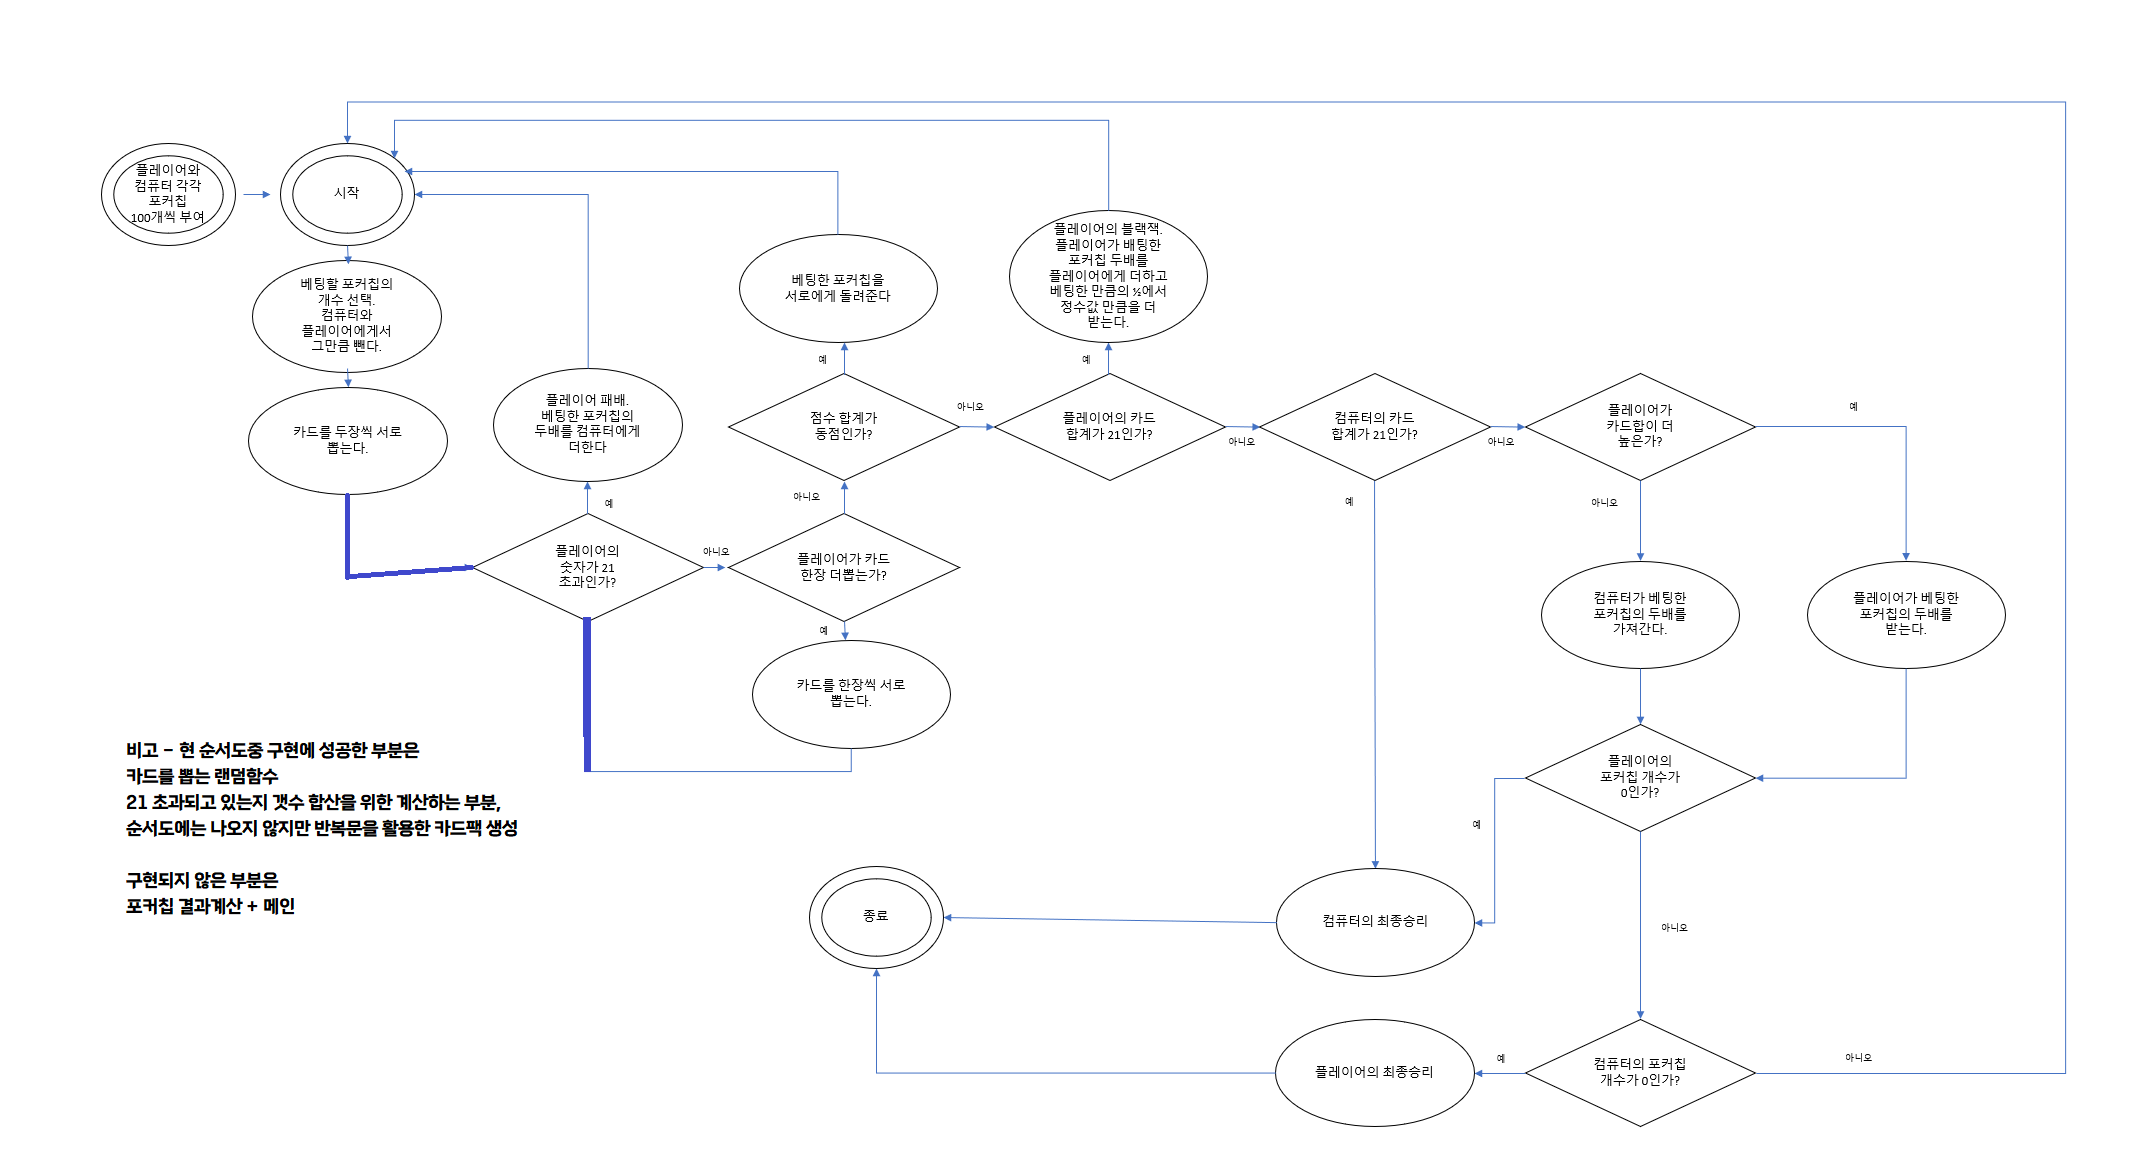 플레이어와
컴퓨터 각각
포커칩
100개씩 부여
시작
베팅할 포커칩의
개수 선택.
컴퓨터와
플레이어에게서
그만큼 뺀다.
카드를 두장씩 서로
뽑는다.
플레이어 패배.
베팅한 포커칩의
두배를 컴퓨터에게
더한다
예
플레이어의
숫자가 21
초과인가?
아니오
플레이어가 카드
한장 더뽑는가?
예
카드를 한장씩 서로
뽑는다.
아니오
점수 합계가
동점인가?
예
베팅한 포커칩을
서로에게 돌려준다
아니오
플레이어의 카드
합계가 21인가?
예
플레이어의 블랙잭.
플레이어가 배팅한
포커칩 두배를
플레이어에게 더하고
베팅한 만큼의 ½에서
정수값 만큼을 더
받는다.
아니오
컴퓨터의 카드
합계가 21인가?
예
아니오
플레이어가
카드합이 더
높은가?
예
아니오
컴퓨터가 베팅한
포커칩의 두배를
가져간다.
플레이어가 베팅한
포커칩의 두배를
받는다.
플레이어의
포커칩 개수가
0인가?
예
아니오
컴퓨터의 최종승리
종료
플레이어의 최종승리
예
컴퓨터의 포커칩
개수가 0인가?
아니오
비고 - 현 순서도중 구현에 성공한 부분은
카드를 뽑는 랜덤함수
21 초과되고 있는지 갯수 합산을 위한 계산하는 부분,
순서도에는 나오지 않지만 반복문을 활용한 카드팩 생성
구현되지 않은 부분은
포커칩 결과계산 + 메인